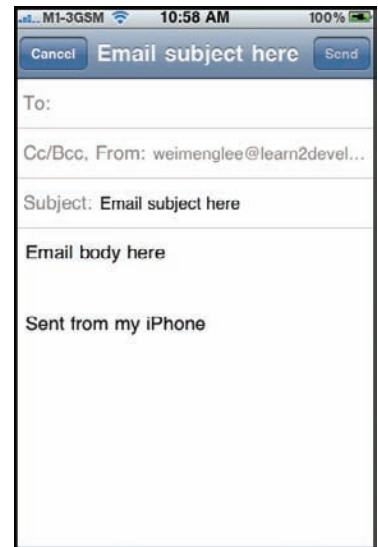 M1-3GSM 10:58 AM 100%
Cancel Email subject here Send
To:
Cc/Bcc, From: weimenglee@learn2devel...
Subject: Email subject here
Email body here
Sent from my iPhone